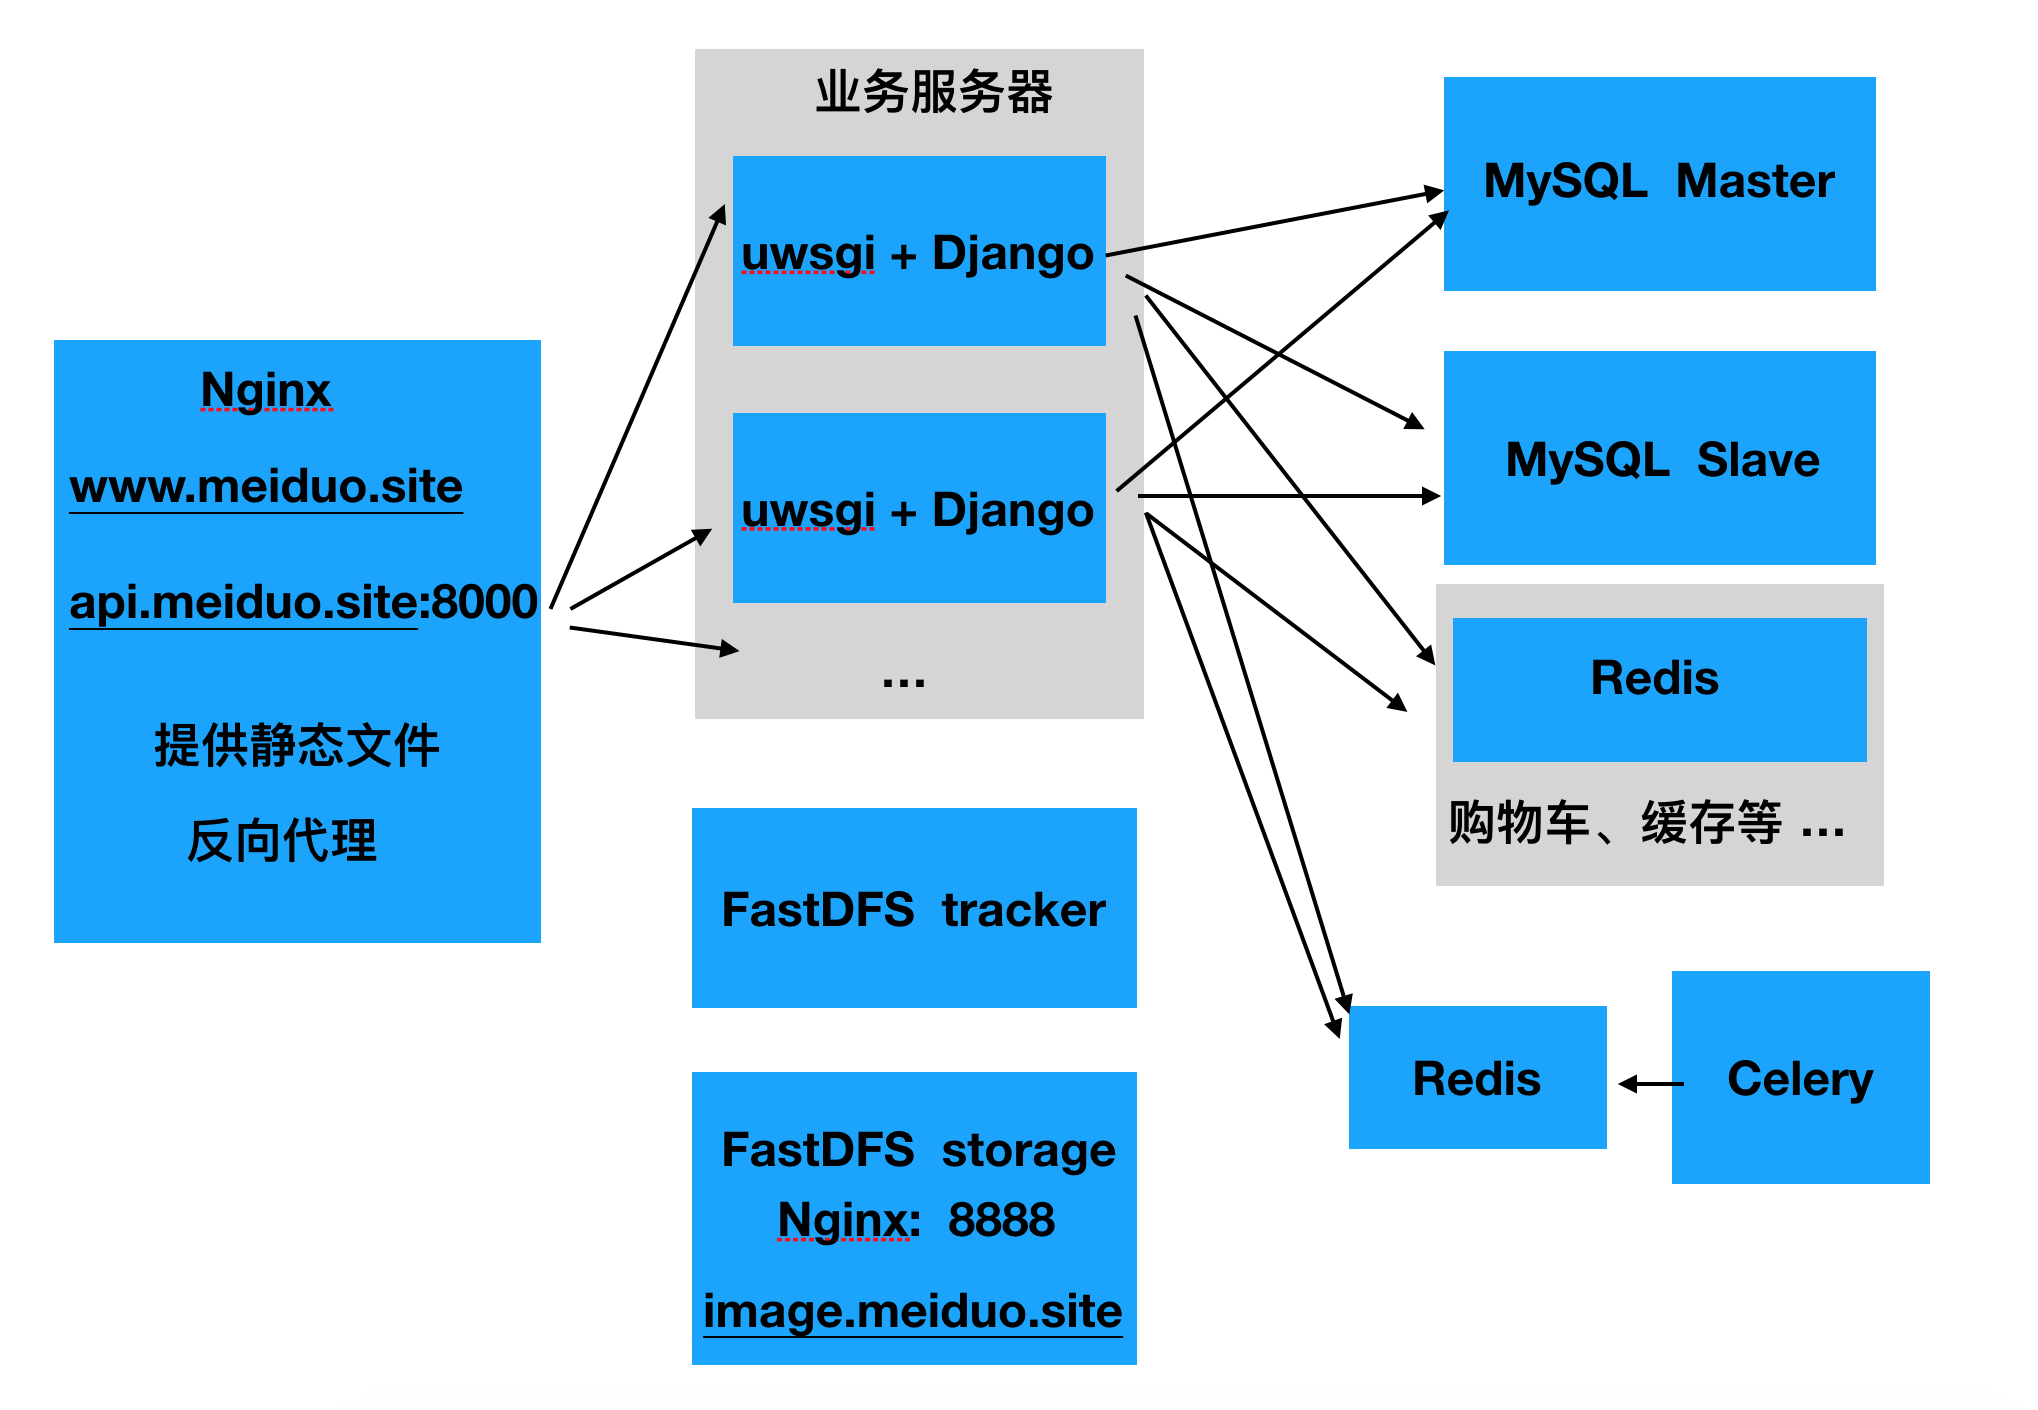 Nginx
www.meiduo.site
api.meiduo.site:8000
提供静态文件
反向代理
业务服务器
uwsgi + Django
uwsgi + Django
...
FastDFS tracker
FastDFS storage
Nginx: 8888
image.meiduo.site
MySQL Master
MySQL Slave
Redis
购物车、缓存等 ...
Redis
Celery